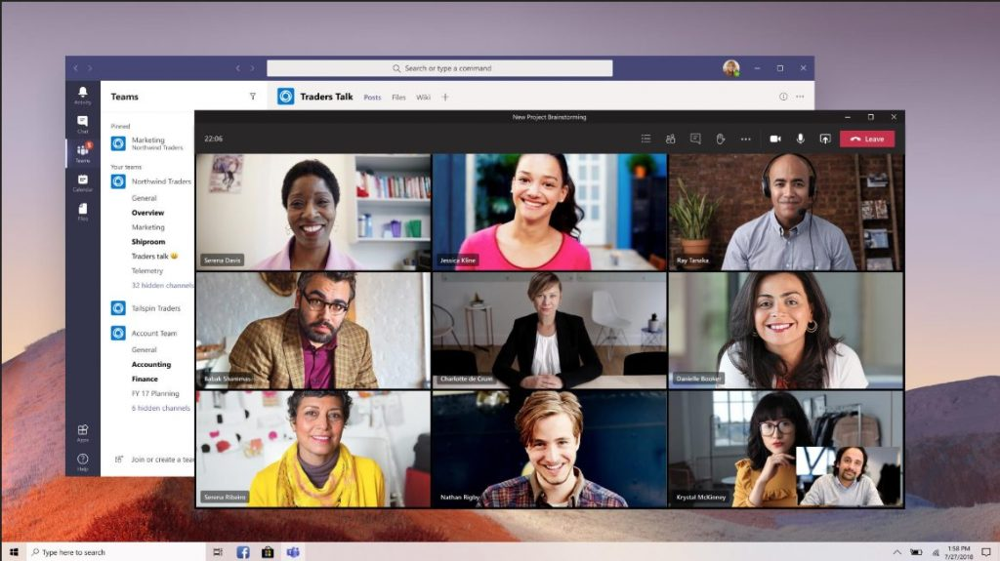 Search or type a command
Activity
Chat
Teams
Calendar
Files
Apps
Help
Teams
Pinned
Marketing
Northwind Traders
Your teams
Northwind Traders
General
Overview
Marketing
Shiproom
Traders talk 😄
Telemetry
32 hidden channels
Tailspin Traders
Account Team
General
Accounting
Finance
FY 17 Planning
6 hidden channels
Join or create a tea
Traders Talk Posts Files Wiki
New Project Brainstorming
22:06
Leave
Serena Davis
Jessica Kline
Ray Tanaka
Babak Shammas
Charlotte de Crum
Danielle Booker
Serena Ribeiro
Nathan Rigby
Krystal McKinney
Type here to search
1:58 PM
7/27/2018